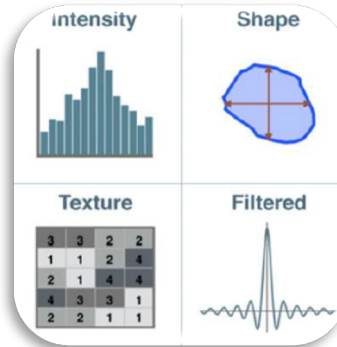 Intensity
Shape
Texture
Filtered
3 3 2 2
1 1 2 4
2 1 4 4
4 3 3 1
2 2 1 1